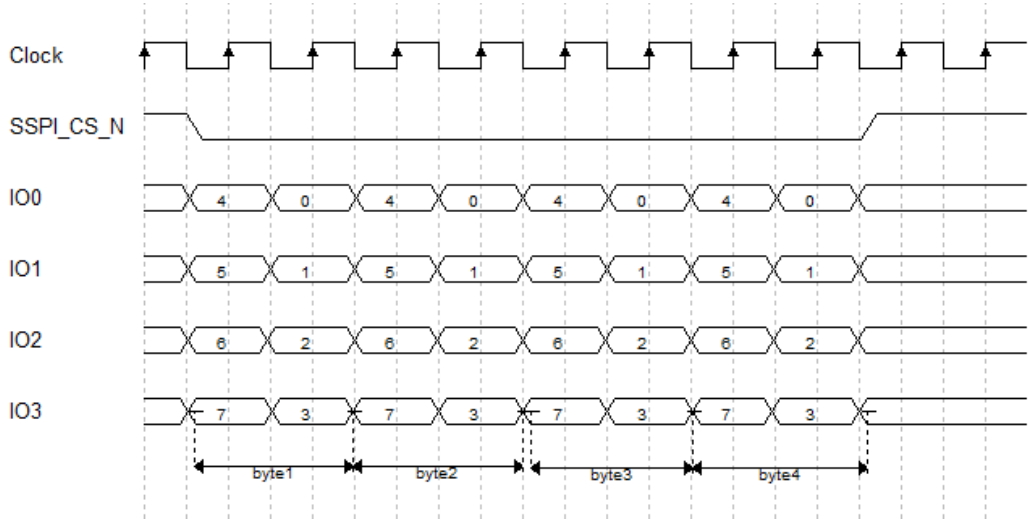 Clock
SSPI_CS_N
IO0 4 0 4 0 4 0 4 0
IO1 5 1 5 1 5 1 5 1
IO2 6 2 6 2 6 2 6 2
IO3 7 3 7 3 7 3 7 3
byte1 byte2 byte3 byte4